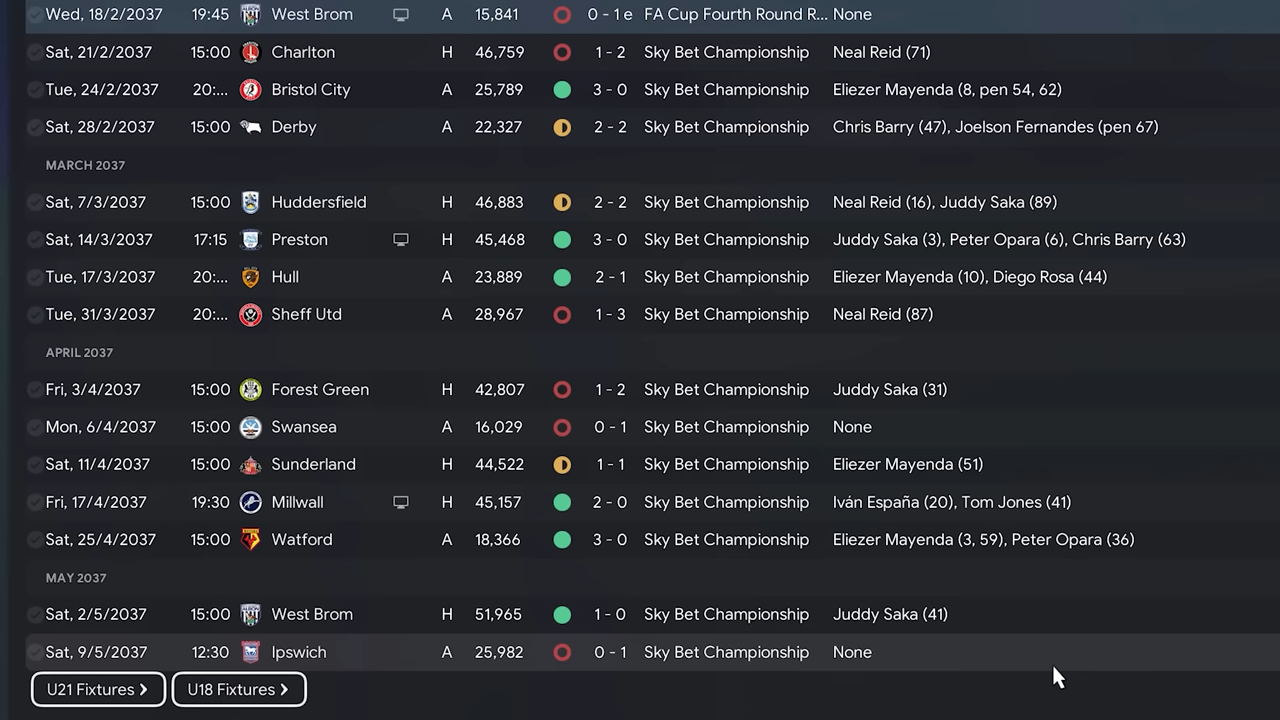 Wed, 18/2/2037 19:45 West Brom A 15,841 0 - 1 e FA Cup Fourth Round R... None
Sat, 21/2/2037 15:00 Charlton H 46,759 1 - 2 Sky Bet Championship Neal Reid (71)
Tue, 24/2/2037 20:... Bristol City A 25,789 3 - 0 Sky Bet Championship Eliezer Mayenda (8, pen 54, 62)
Sat, 28/2/2037 15:00 Derby A 22,327 2 - 2 Sky Bet Championship Chris Barry (47), Joelson Fernandes (pen 67)
MARCH 2037
Sat, 7/3/2037 15:00 Huddersfield H 46,883 2 - 2 Sky Bet Championship Neal Reid (16), Juddy Saka (89)
Sat, 14/3/2037 17:15 Preston H 45,468 3 - 0 Sky Bet Championship Juddy Saka (3), Peter Opara (6), Chris Barry (63)
Tue, 17/3/2037 20:... Hull A 23,889 2 - 1 Sky Bet Championship Eliezer Mayenda (10), Diego Rosa (44)
Tue, 31/3/2037 20:... Sheff Utd A 28,967 1 - 3 Sky Bet Championship Neal Reid (87)
APRIL 2037
Fri, 3/4/2037 15:00 Forest Green H 42,807 1 - 2 Sky Bet Championship Juddy Saka (31)
Mon, 6/4/2037 15:00 Swansea A 16,029 0 - 1 Sky Bet Championship None
Sat, 11/4/2037 15:00 Sunderland H 44,522 1 - 1 Sky Bet Championship Eliezer Mayenda (51)
Fri, 17/4/2037 19:30 Millwall H 45,157 2 - 0 Sky Bet Championship Iván España (20), Tom Jones (41)
Sat, 25/4/2037 15:00 Watford A 18,366 3 - 0 Sky Bet Championship Eliezer Mayenda (3, 59), Peter Opara (36)
MAY 2037
Sat, 2/5/2037 15:00 West Brom H 51,965 1 - 0 Sky Bet Championship Juddy Saka (41)
Sat, 9/5/2037 12:30 Ipswich A 25,982 0 - 1 Sky Bet Championship None
U21 Fixtures > U18 Fixtures >